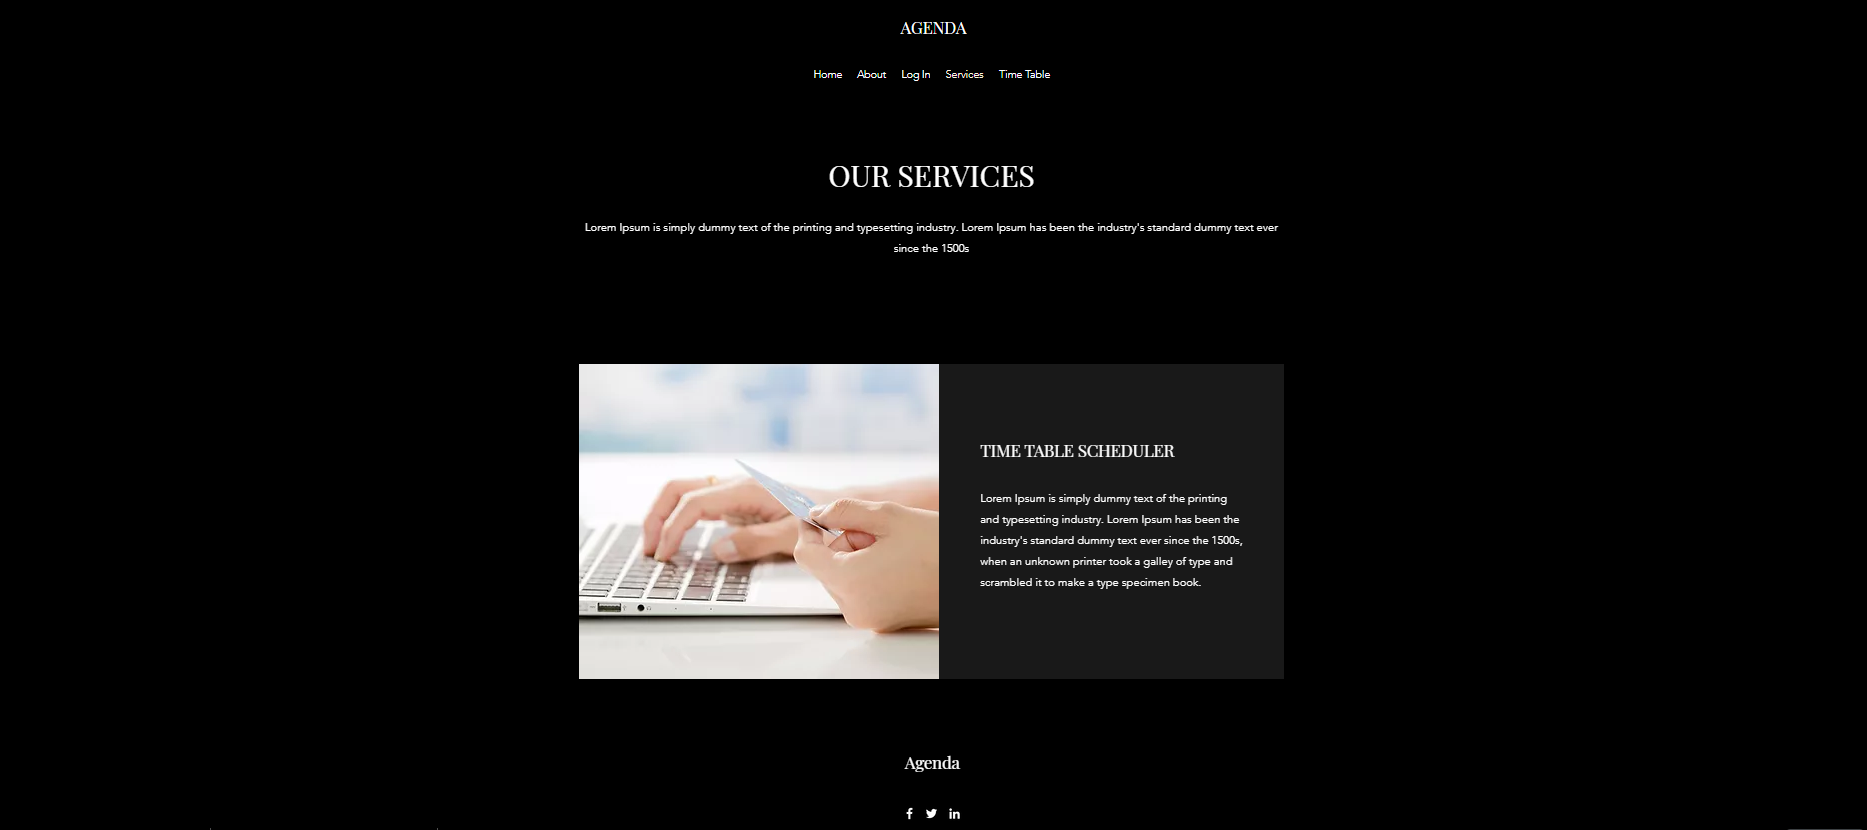 AGENDA
Home About Log In Services Time Table
OUR SERVICES
Lorem Ipsum is simply dummy text of the printing and typesetting industry. Lorem Ipsum has been the industry's standard dummy text ever
since the 1500s
TIME TABLE SCHEDULER
Lorem Ipsum is simply dummy text of the printing
and typesetting industry. Lorem Ipsum has been the
industry's standard dummy text ever since the 1500s,
when an unknown printer took a galley of type and
scrambled it to make a type specimen book.
Agenda